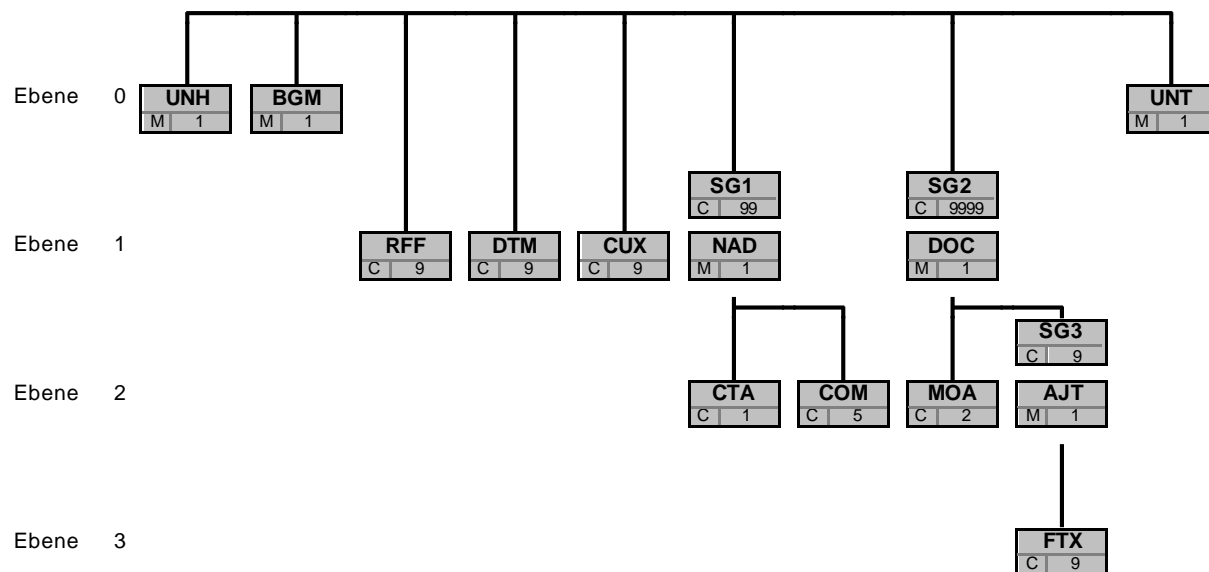 Ebene 0 UNH BGM UNT
M 1 M 1 M 1
SG1 SG2
C 99 C 9999
Ebene 1 RFF DTM CUX NAD DOC
C 9 C 9 C 9 M 1 M 1
SG3
C 9
Ebene 2 CTA COM MOA AJT
C 1 C 5 C 2 M 1
Ebene 3 FTX
C 9